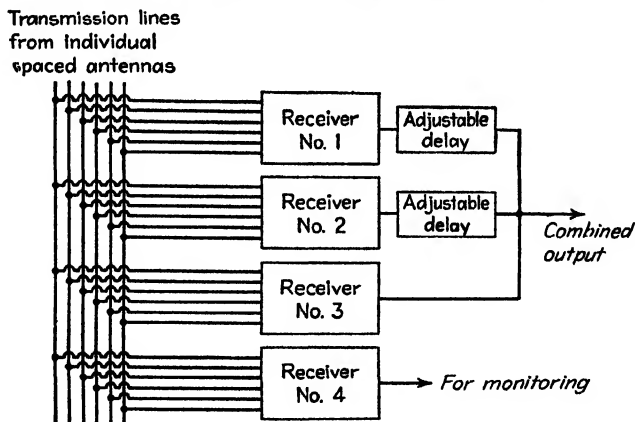 Transmission lines
from individual
spaced antennas
Receiver
No. 1
Adjustable
delay
Receiver
No. 2
Adjustable
delay
Combined
output
Receiver
No. 3
Receiver
No. 4
For monitoring